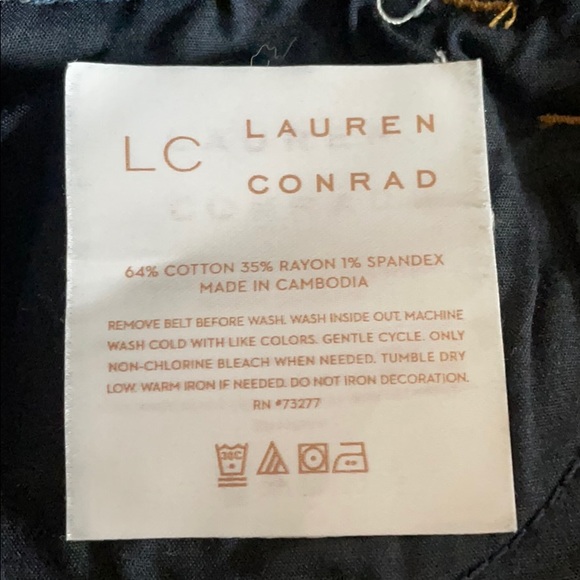 LC LAUREN
CONRAD
64% COTTON 35% RAYON 1% SPANDEX
MADE IN CAMBODIA
REMOVE BELT BEFORE WASH. WASH INSIDE OUT. MACHINE
WASH COLD WITH LIKE COLORS. GENTLE CYCLE. ONLY
NON-CHLORINE BLEACH WHEN NEEDED. TUMBLE DRY
LOW. WARM IRON IF NEEDED. DO NOT IRON DECORATION.
RN #73277
30C